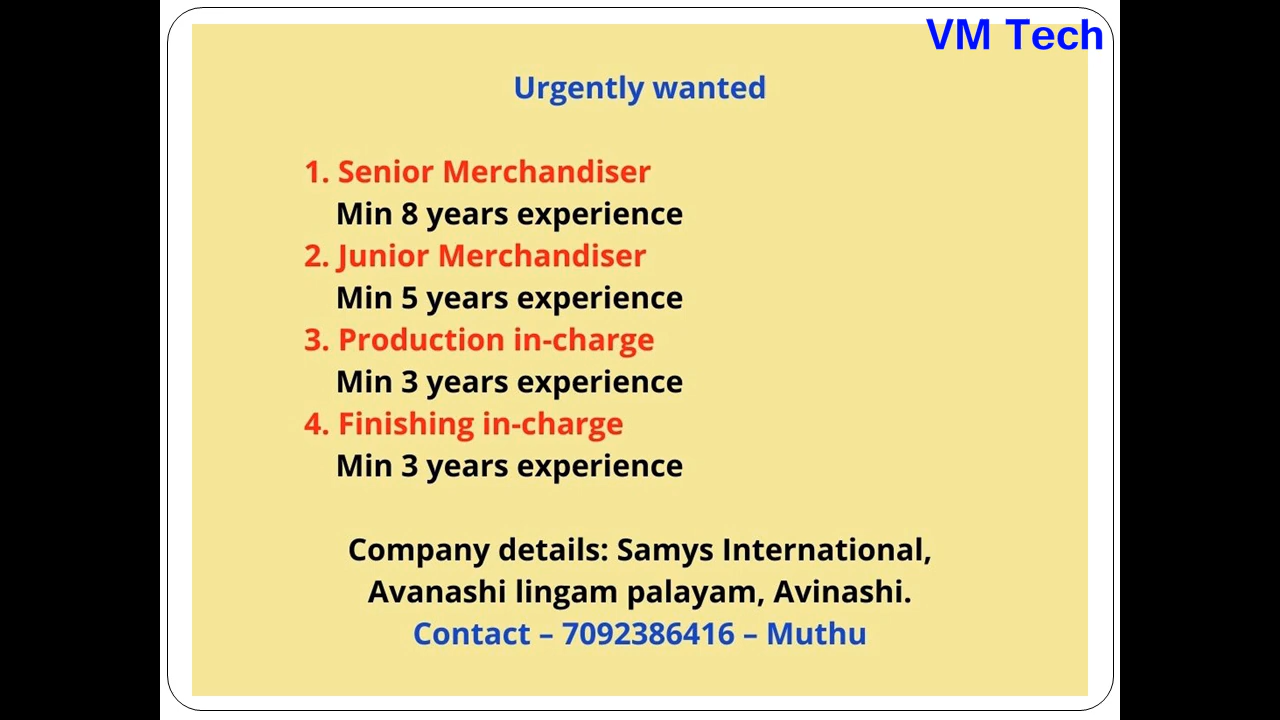 VM Tech
Urgently wanted
1. Senior Merchandiser
Min 8 years experience
2. Junior Merchandiser
Min 5 years experience
3. Production in-charge
Min 3 years experience
4. Finishing in-charge
Min 3 years experience
Company details: Samys International,
Avanashi lingam palayam, Avinashi.
Contact – 7092386416 – Muthu